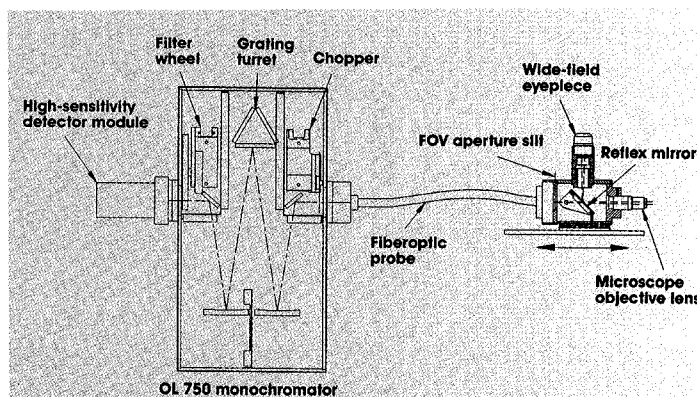 Filter
wheel
Grating
turret
Chopper
High-sensitivity
detector module
Wide-field
eyepiece
FOV aperture slit
Reflex mirror
Fiberoptic
probe
Microscope
objective lens
OL 750 monochromator